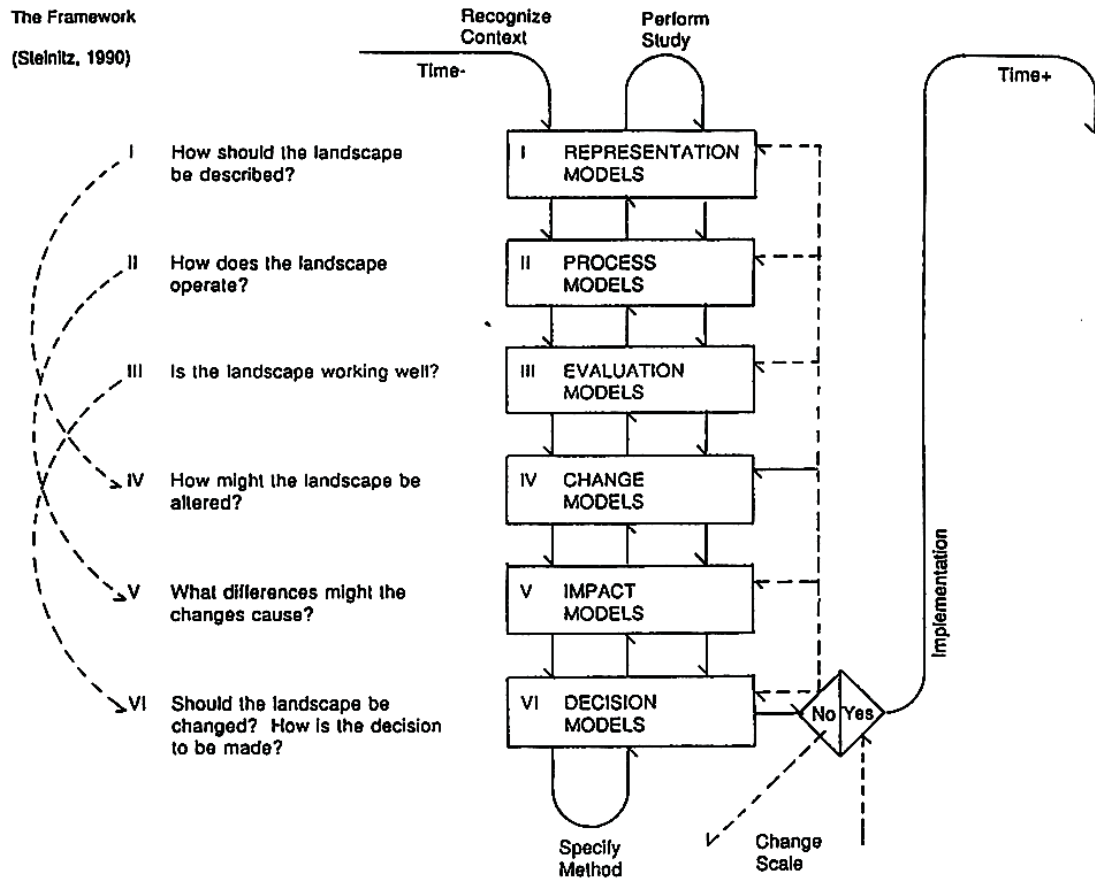 The Framework
(Steinitz, 1990)
Recognize
Context
Perform
Study
Time-
Time+
I How should the landscape
be described?
I REPRESENTATION
MODELS
II How does the landscape
operate?
II PROCESS
MODELS
III Is the landscape working well?
III EVALUATION
MODELS
IV How might the landscape be
altered?
IV CHANGE
MODELS
V What differences might the
changes cause?
V IMPACT
MODELS
Implementation
VI Should the landscape be
changed? How is the decision
to be made?
VI DECISION
MODELS
No Yes
Specify
Method
Change
Scale